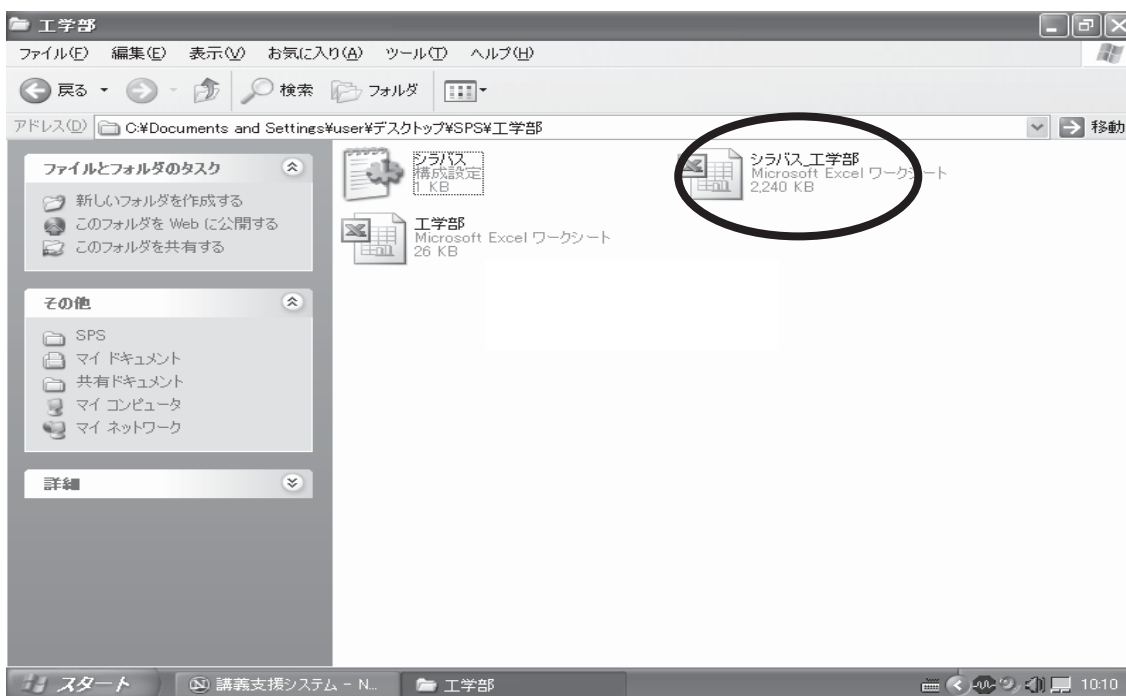 工学部
ファイル(F) 編集(E) 表示(V) お気に入り(A) ツール(T) ヘルプ(H)
戻る 検索 フォルダ
アドレス(D) C:¥Documents and Settings¥user¥デスクトップ¥SPS¥工学部 移動
ファイルとフォルダのタスク
新しいフォルダを作成する
このフォルダを Web に公開する
このフォルダを共有する
その他
SPS
マイ ドキュメント
共有ドキュメント
マイ コンピュータ
マイ ネットワーク
詳細
シラバス
構成設定
1 KB
シラバス_工学部
Microsoft Excel ワークシート
2,240 KB
工学部
Microsoft Excel ワークシート
26 KB
スタート 講義支援システム - N... 工学部 10:10